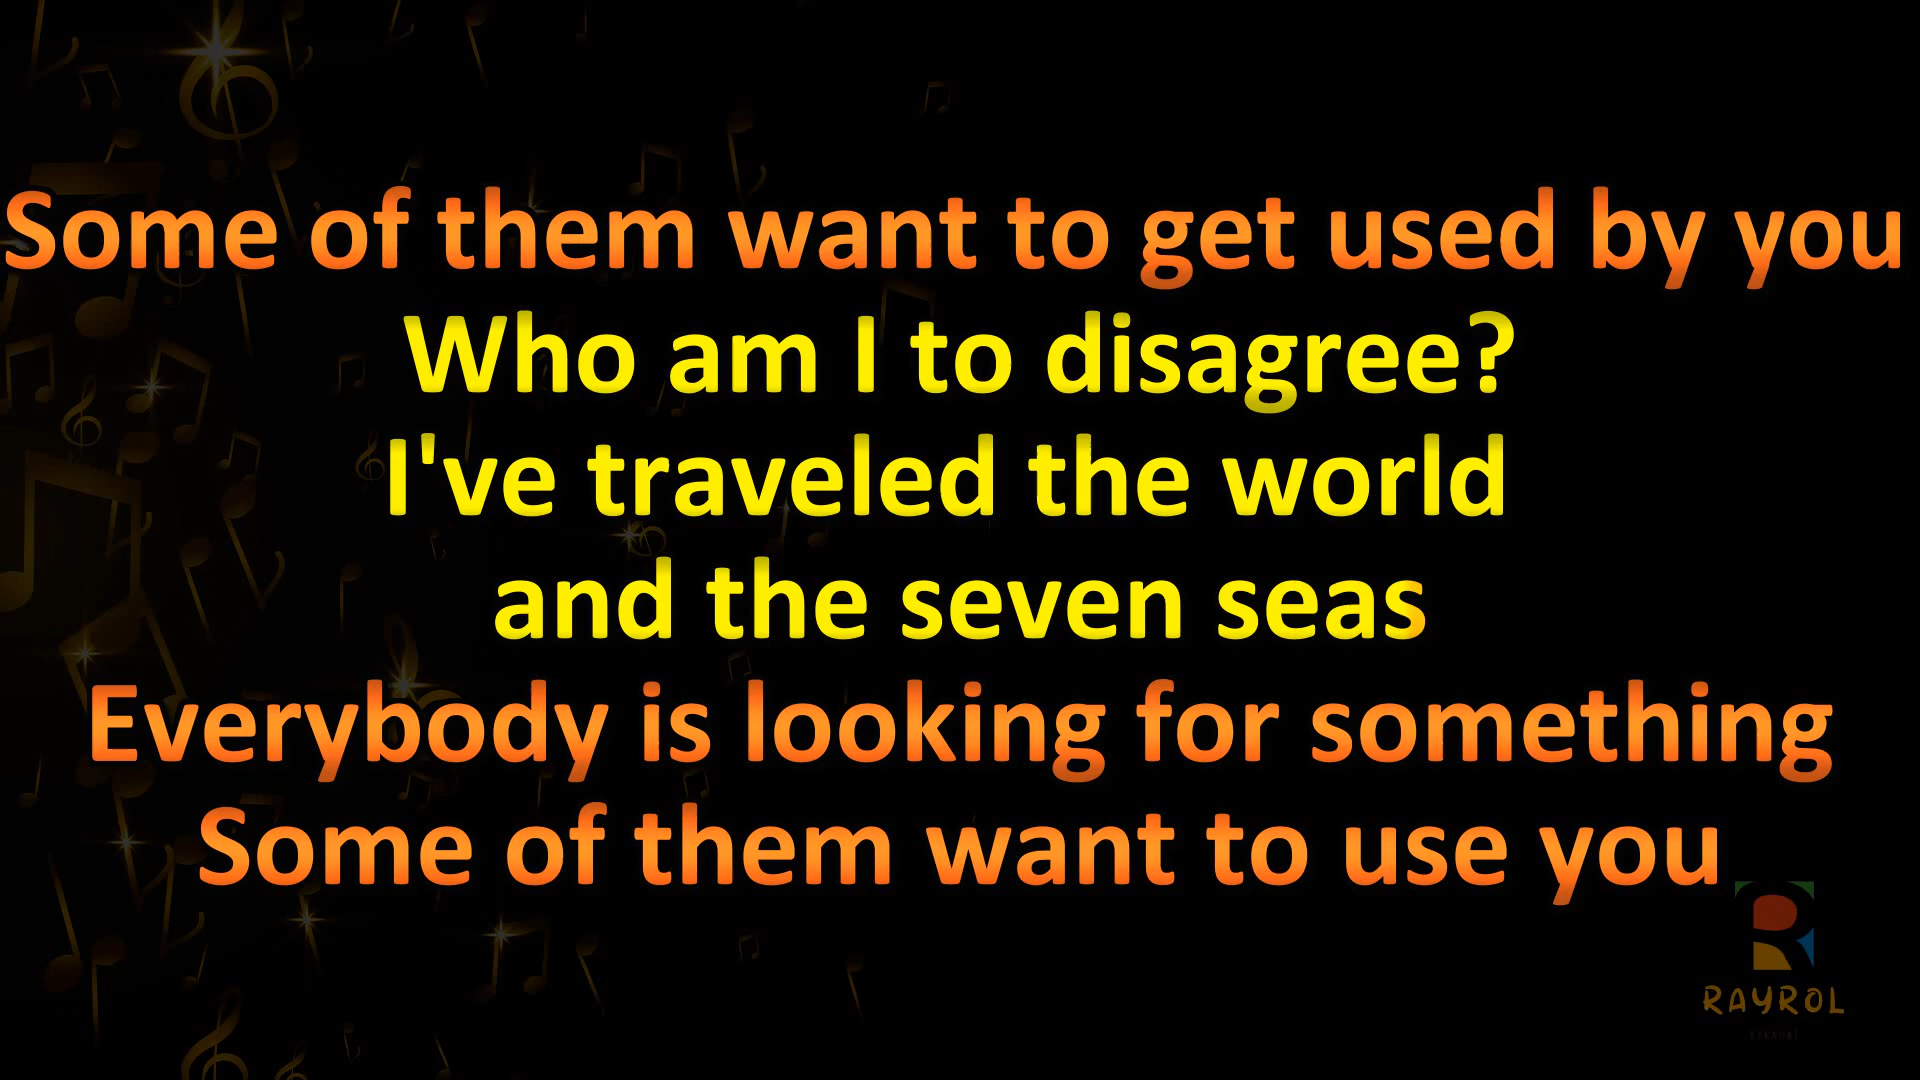 Some of them want to get used by you
Who am I to disagree?
I've traveled the world
and the seven seas
Everybody is looking for something
Some of them want to use you
RAYROL
KARAOKE